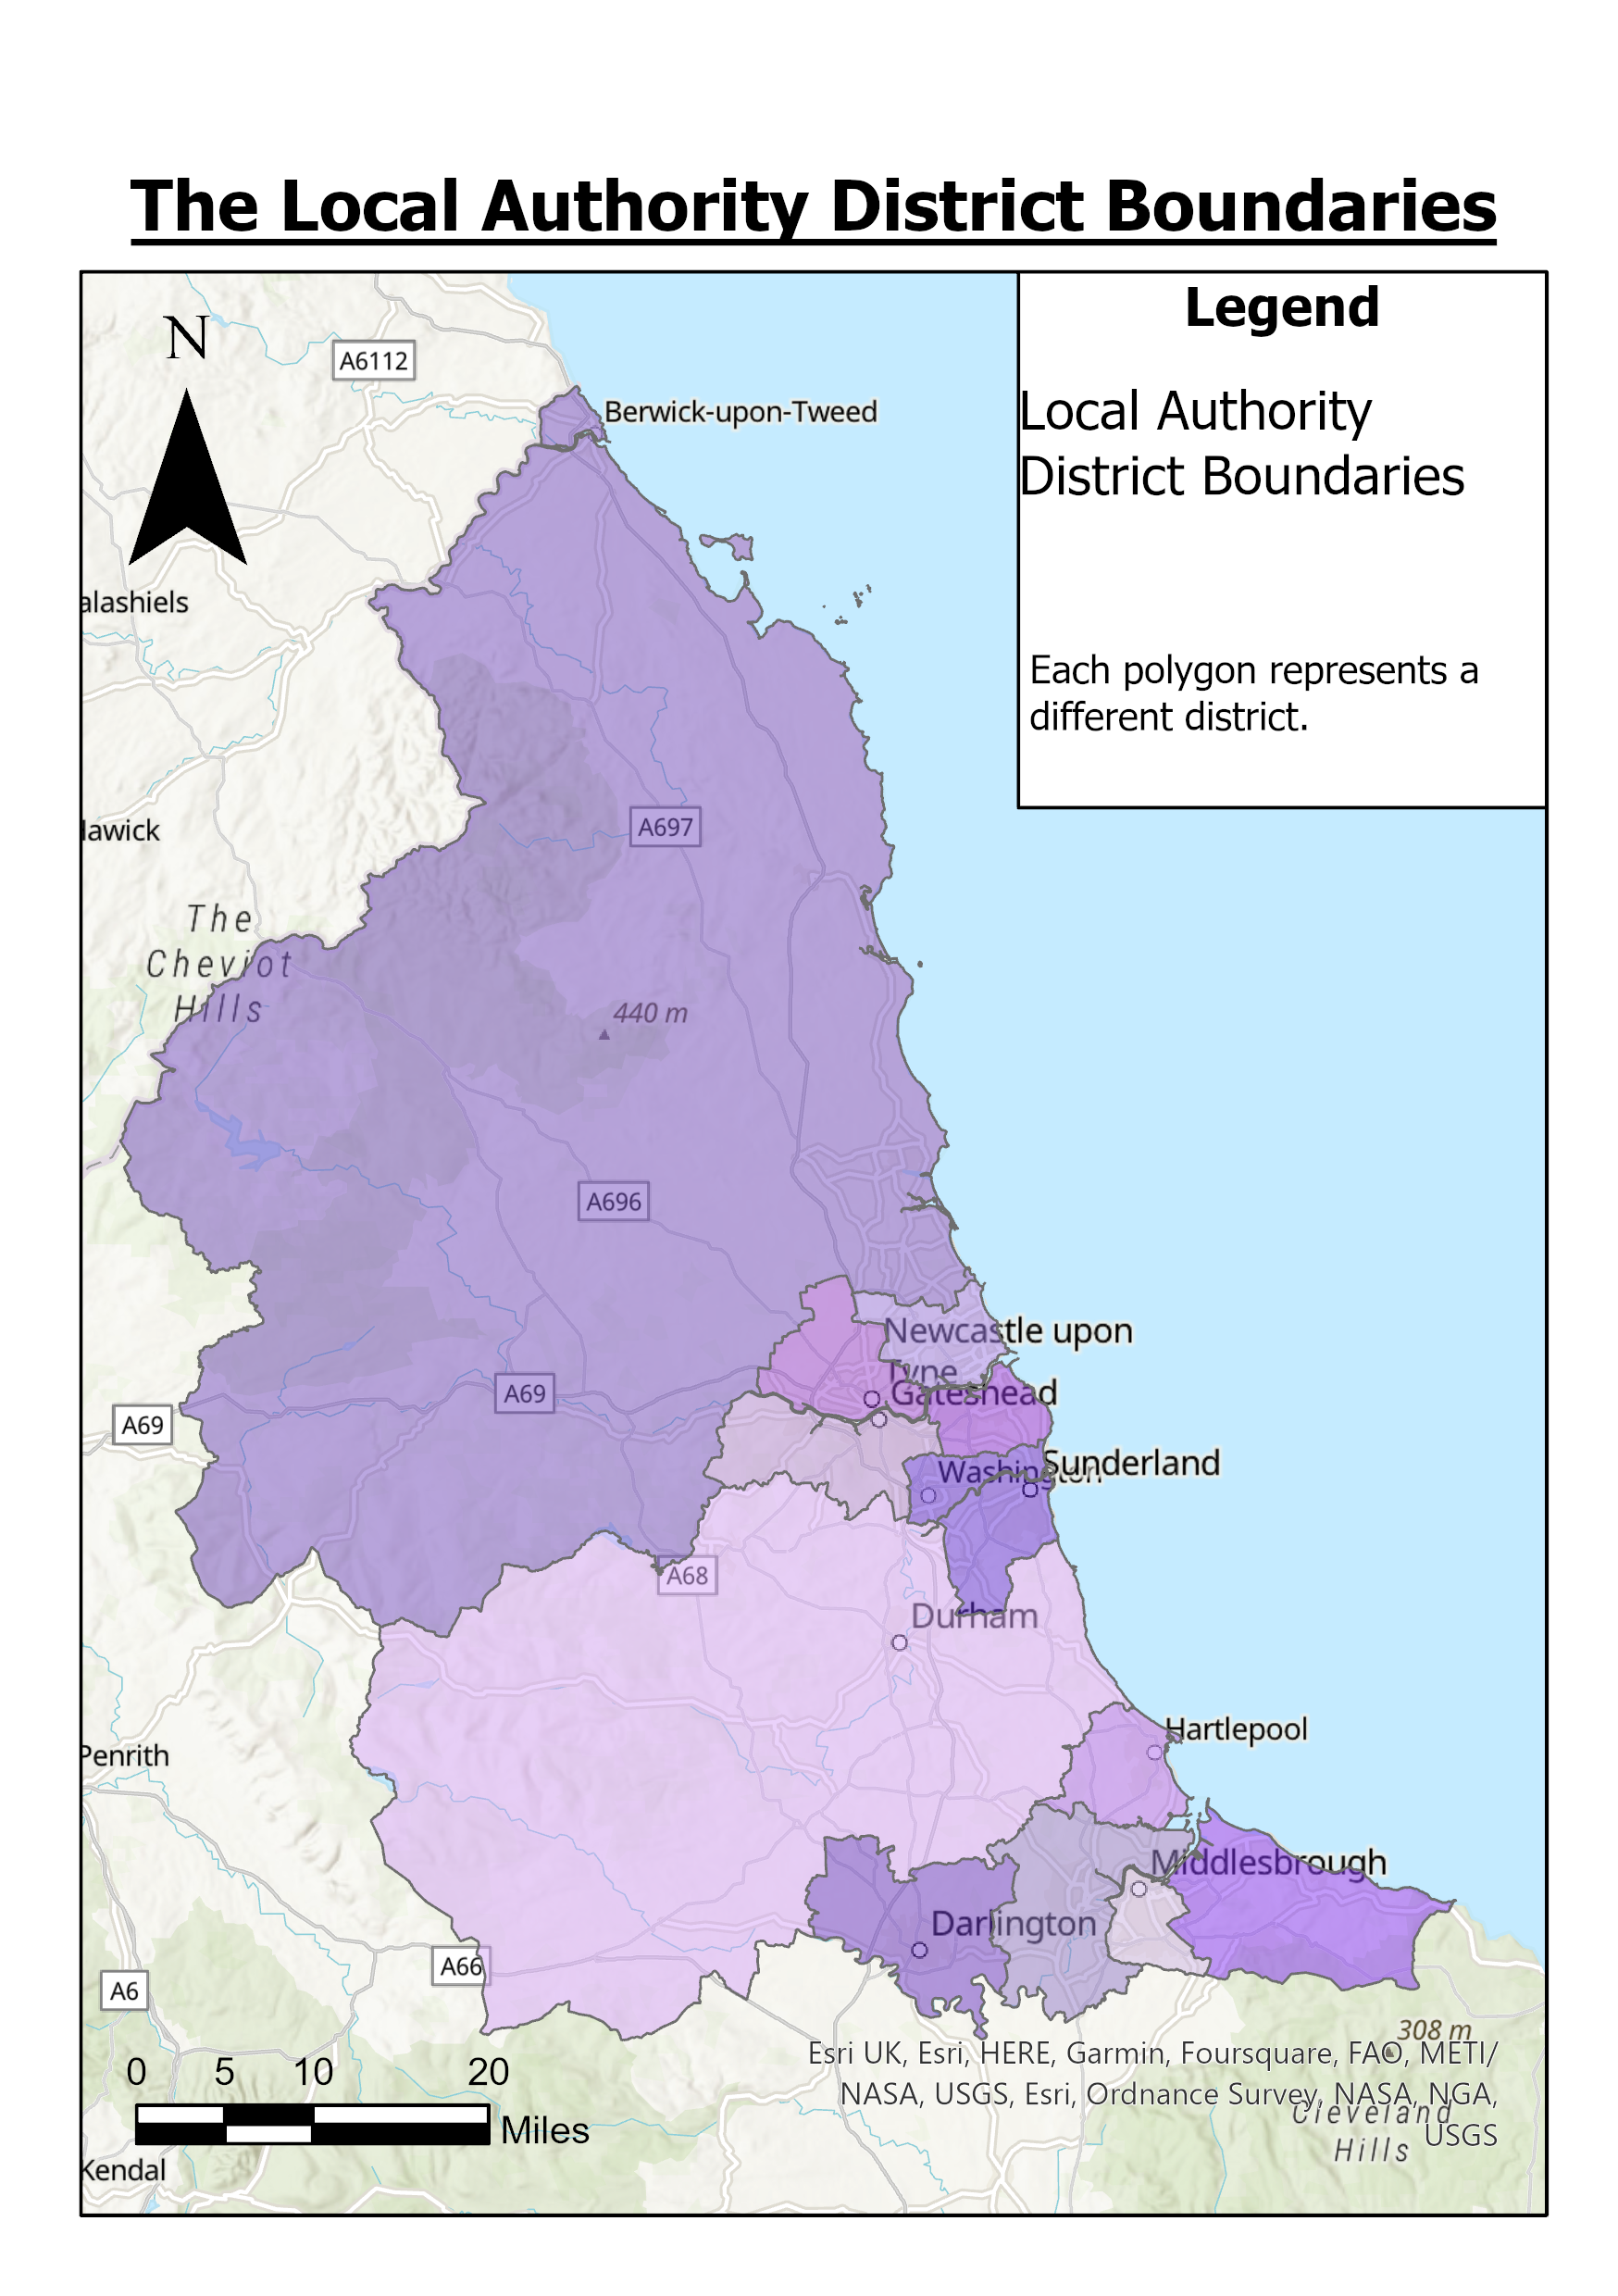 The Local Authority District Boundaries
Legend
Local Authority
District Boundaries
Each polygon represents a
different district.
N
A6112
Berwick-upon-Tweed
alashiels
A697
The
Cheviot
Hills
440 m
A696
Newcastle upon
Tyne
Gateshead
A69
A69
Sunderland
Washington
A68
Durham
Hartlepool
Penrith
Middlesbrough
Darlington
A66
A6
308 m
Esri UK, Esri, HERE, Garmin, Foursquare, FAO, METI/
NASA, USGS, Esri, Ordnance Survey, NASA, NGA,
USGS
Cleveland
Hills
0 5 10 20
Miles
Kendal